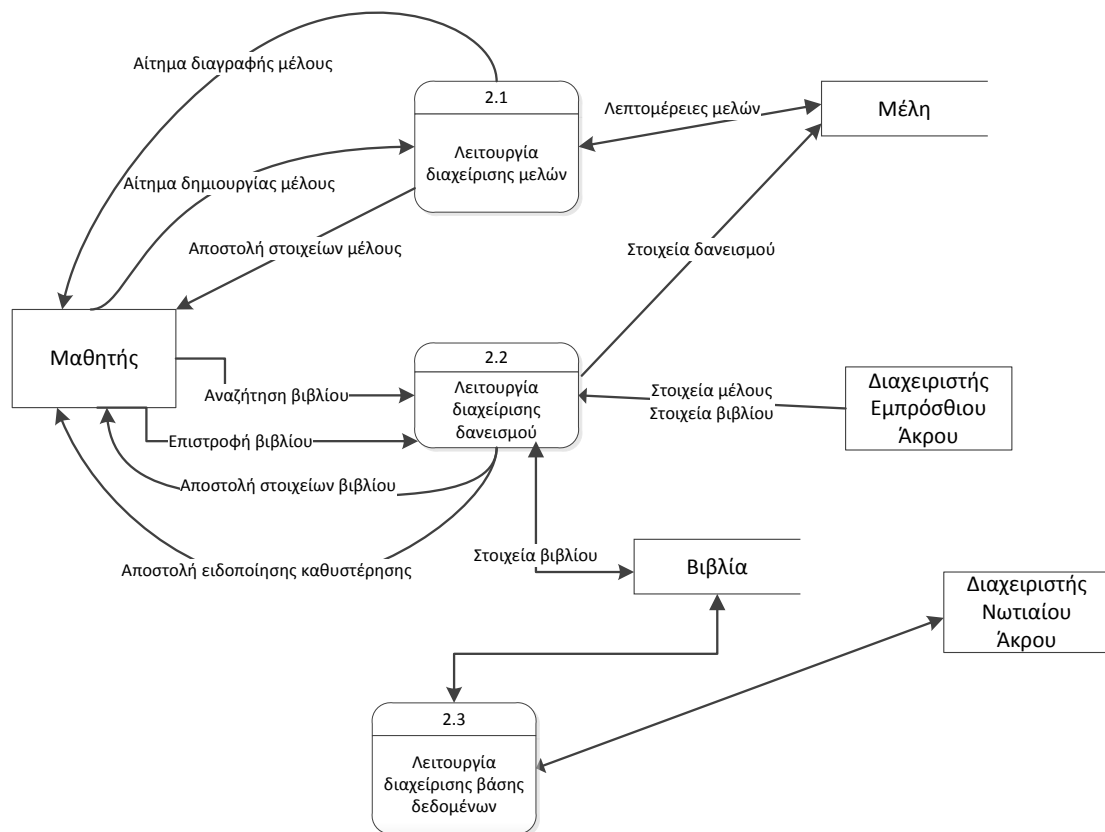 Αίτημα διαγραφής μέλους
2.1
Λειτουργία
διαχείρισης μελών
Λεπτομέρειες μελών
Μέλη
Αίτημα δημιουργίας μέλους
Αποστολή στοιχείων μέλους
Στοιχεία δανεισμού
Μαθητής
2.2
Λειτουργία
διαχείρισης
δανεισμού
Αναζήτηση βιβλίου
Στοιχεία μέλους
Στοιχεία βιβλίου
Διαχειριστής
Εμπρόσθιου
Άκρου
Επιστροφή βιβλίου
Αποστολή στοιχείων βιβλίου
Στοιχεία βιβλίου
Αποστολή ειδοποίησης καθυστέρησης
Βιβλία
Διαχειριστής
Νωτιαίου
Άκρου
2.3
Λειτουργία
διαχείρισης βάσης
δεδομένων